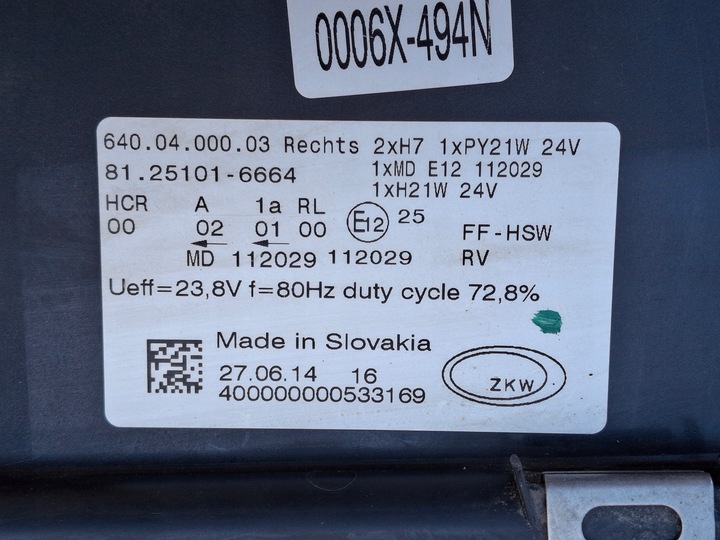 0006X-494N
640.04.000.03 Rechts 2xH7 1xPY21W 24V
81.25101-6664 1xMD E12 112029
1xH21W 24V
HCR A 1a RL E12 25
00 02 01 00 FF-HSW
MD 112029 112029 RV
Ueff=23,8V f=80Hz duty cycle 72,8%
Made in Slovakia
27.06.14 16
400000000533169
ZKW